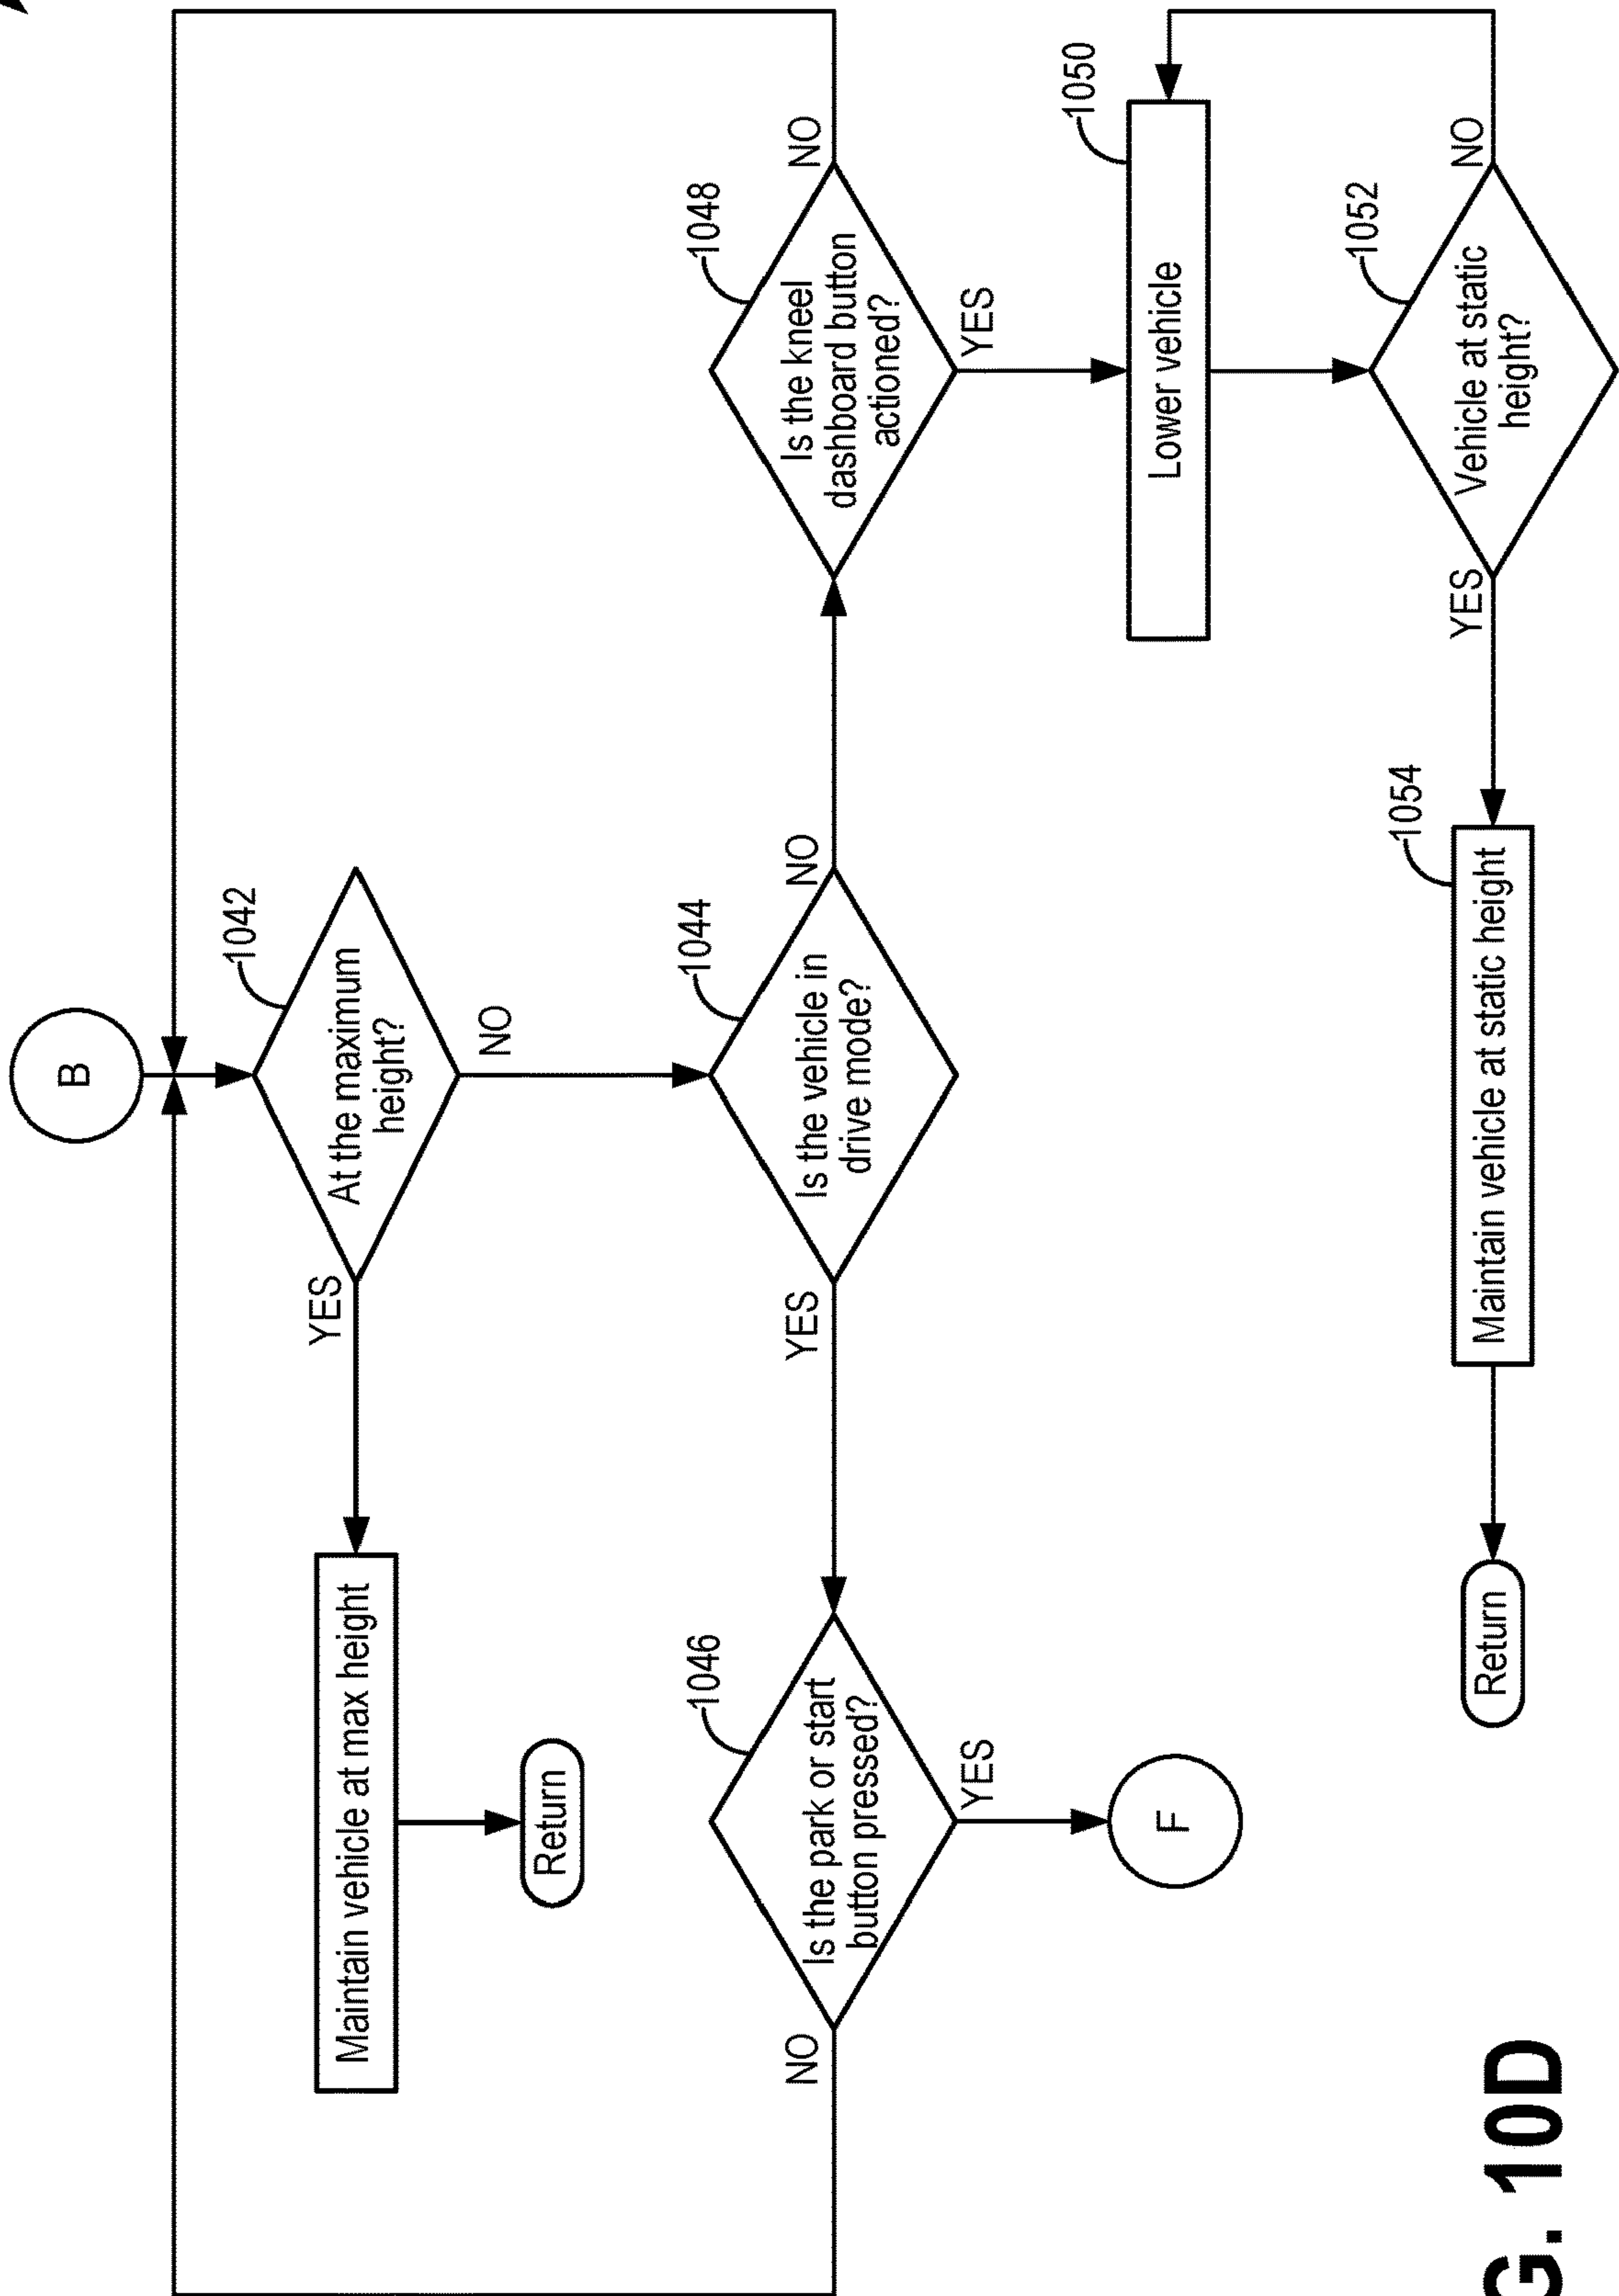 B
1042
At the maximum
height?
YES
NO
Maintain vehicle at max height
Return
1044
Is the vehicle in
drive mode?
YES
NO
1046
Is the park or start
button pressed?
NO
YES
F
1048
Is the kneel
dashboard button
actioned?
NO
YES
1050
Lower vehicle
1052
Vehicle at static
height?
YES
NO
1054
Maintain vehicle at static height
Return
G. 10D